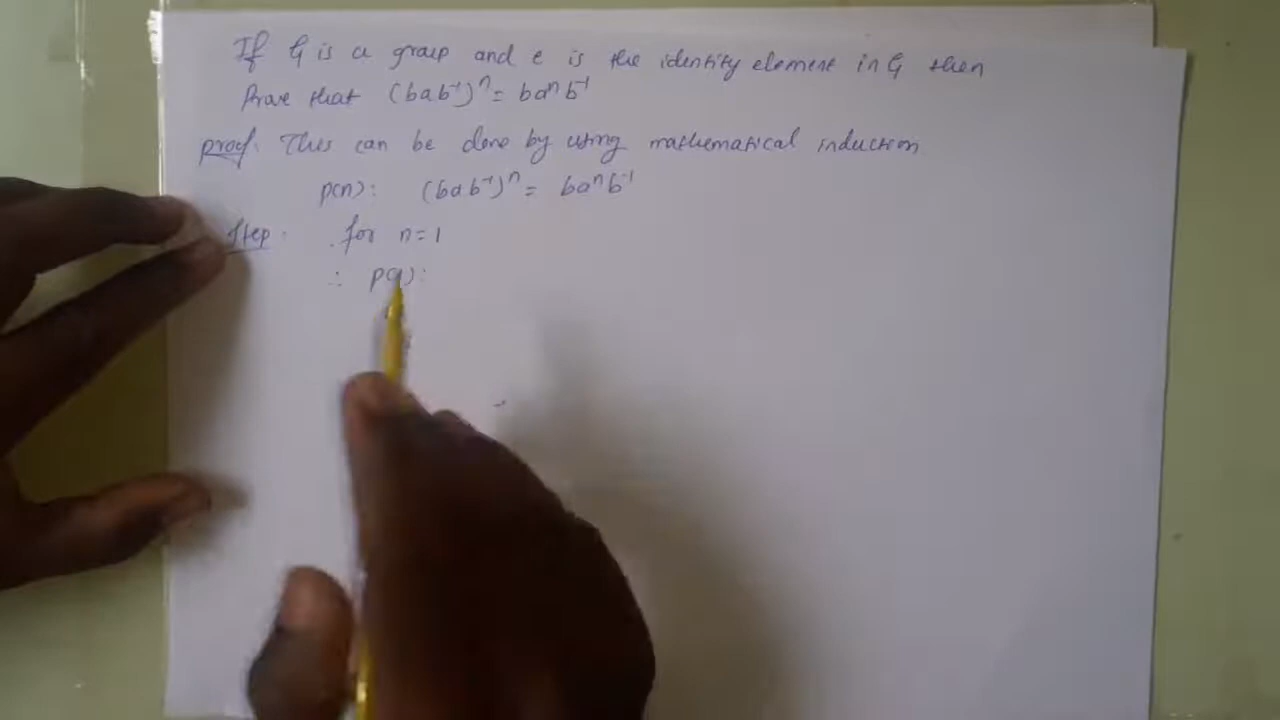 If G is a group and e is the identity element in G then
Prove that (bab⁻¹)ⁿ = baⁿb⁻¹
proof: This can be done by using mathematical induction
p(n): (bab⁻¹)ⁿ = baⁿb⁻¹
Step: for n=1
∴ p(1):